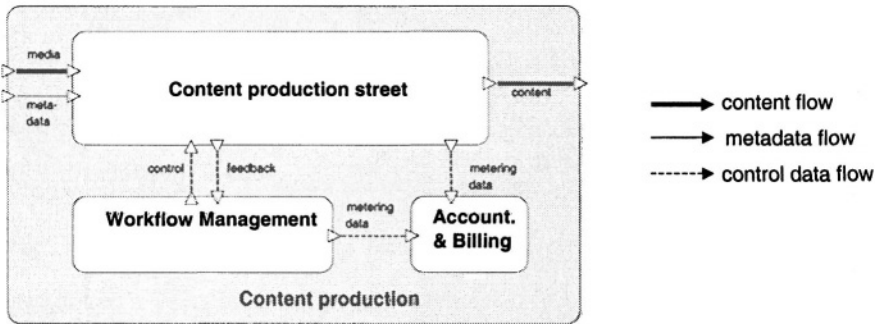 media
Content production street
meta-
data
content
control
feedback
metering
data
Workflow Management
metering
data
Account.
& Billing
Content production
content flow
metadata flow
control data flow